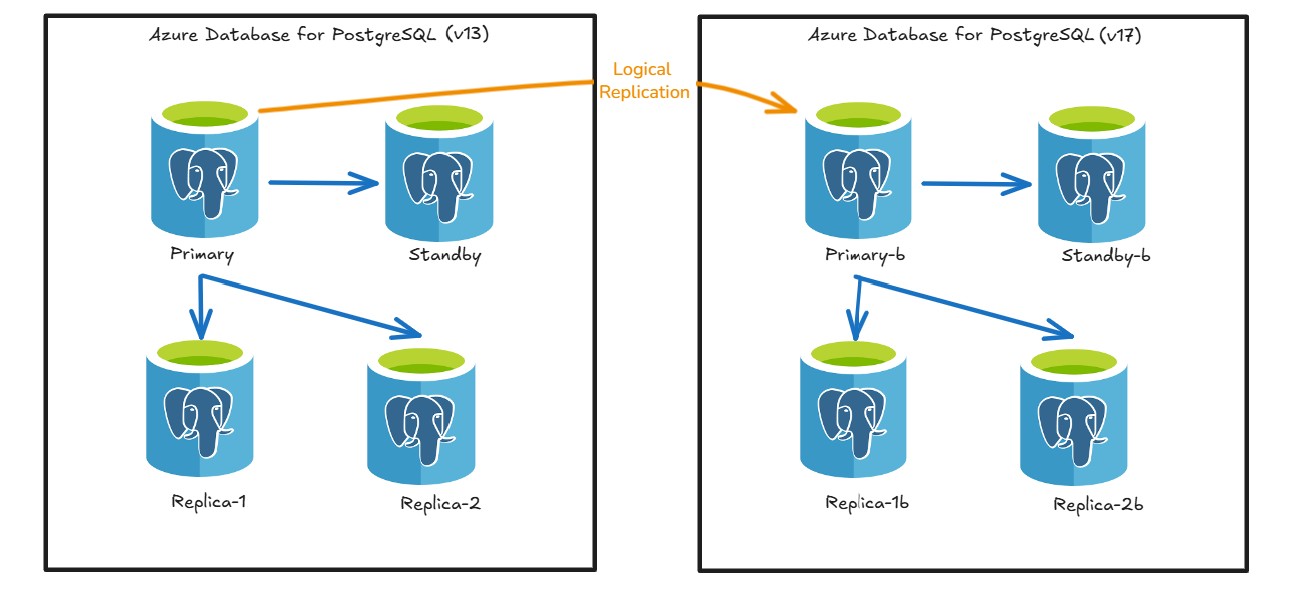 Azure Database for PostgreSQL (v13)
Azure Database for PostgreSQL (v17)
Logical
Replication
Primary
Standby
Primary-b
Standby-b
Replica-1
Replica-2
Replica-1b
Replica-2b